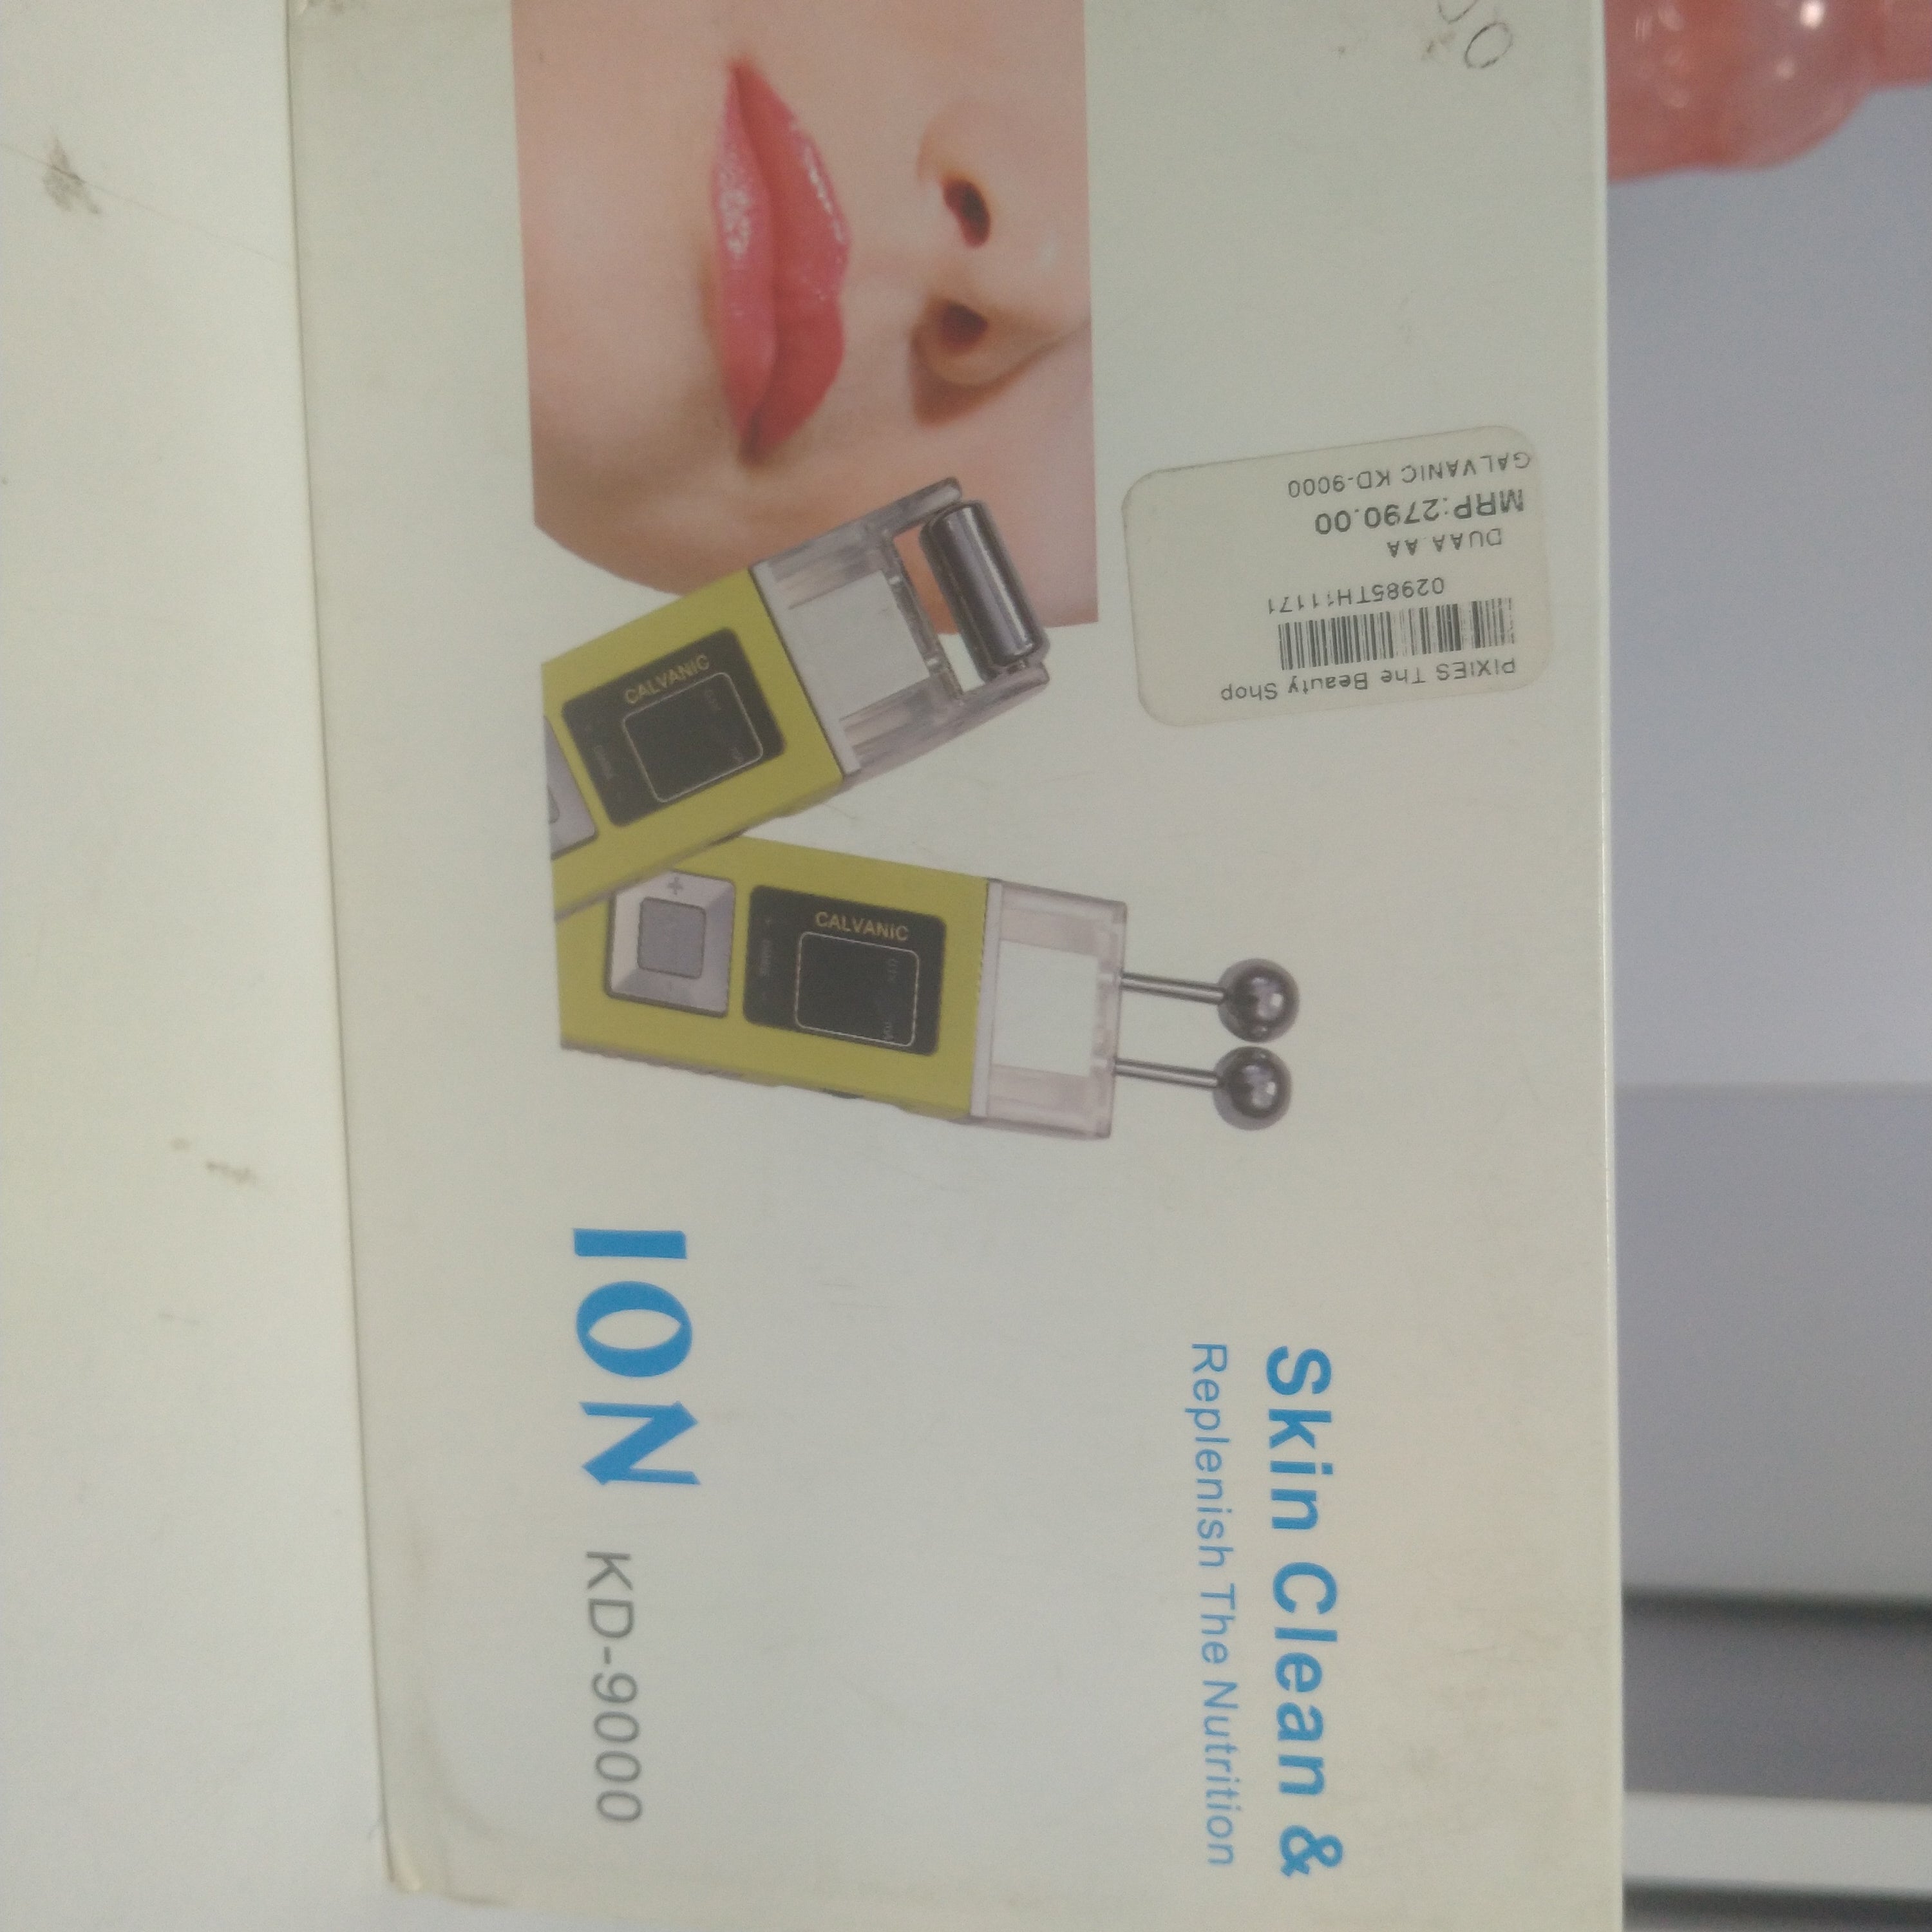 Skin Clean &
Replenish The Nutrition
ION KD-9000
CALVANIC
CALVANIC
PIXIES The Beauty Shop
DUAA AA
MRP:2790.00
GALVANIC KD-9000